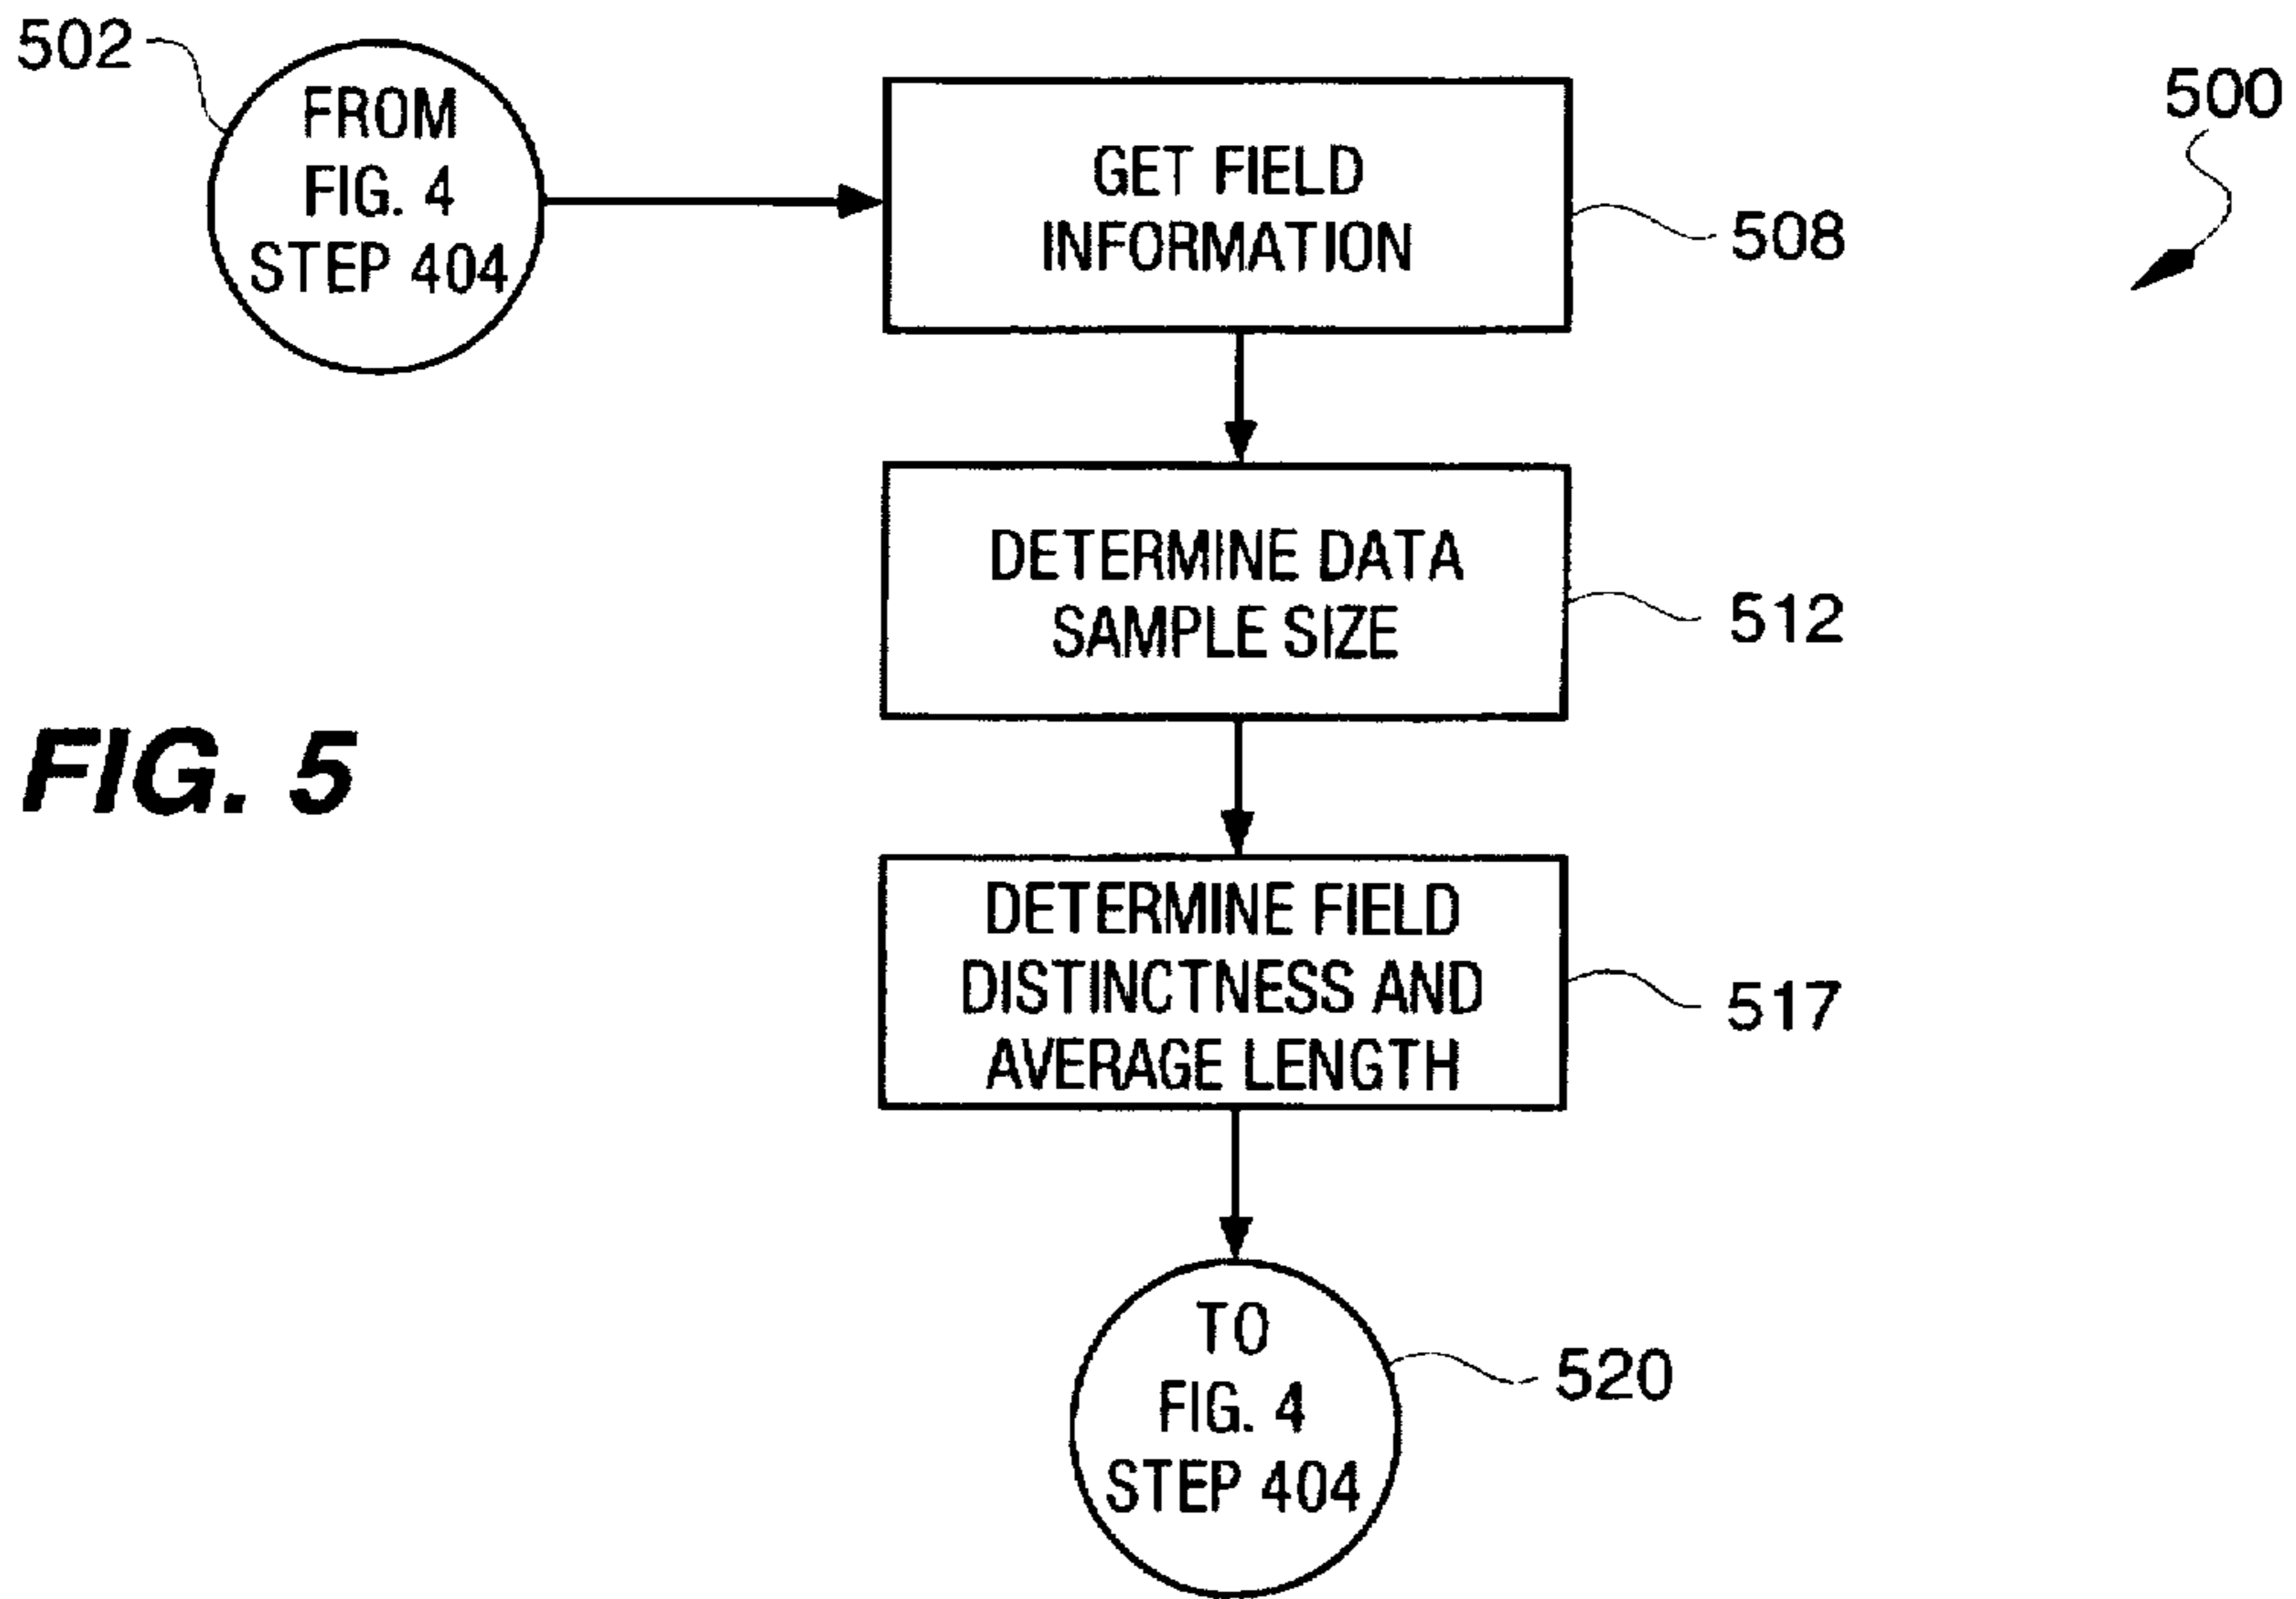 502
FROM
FIG. 4
STEP 404
GET FIELD
INFORMATION
508
500
DETERMINE DATA
SAMPLE SIZE
512
FIG. 5
DETERMINE FIELD
DISTINCTNESS AND
AVERAGE LENGTH
517
TO
FIG. 4
STEP 404
520